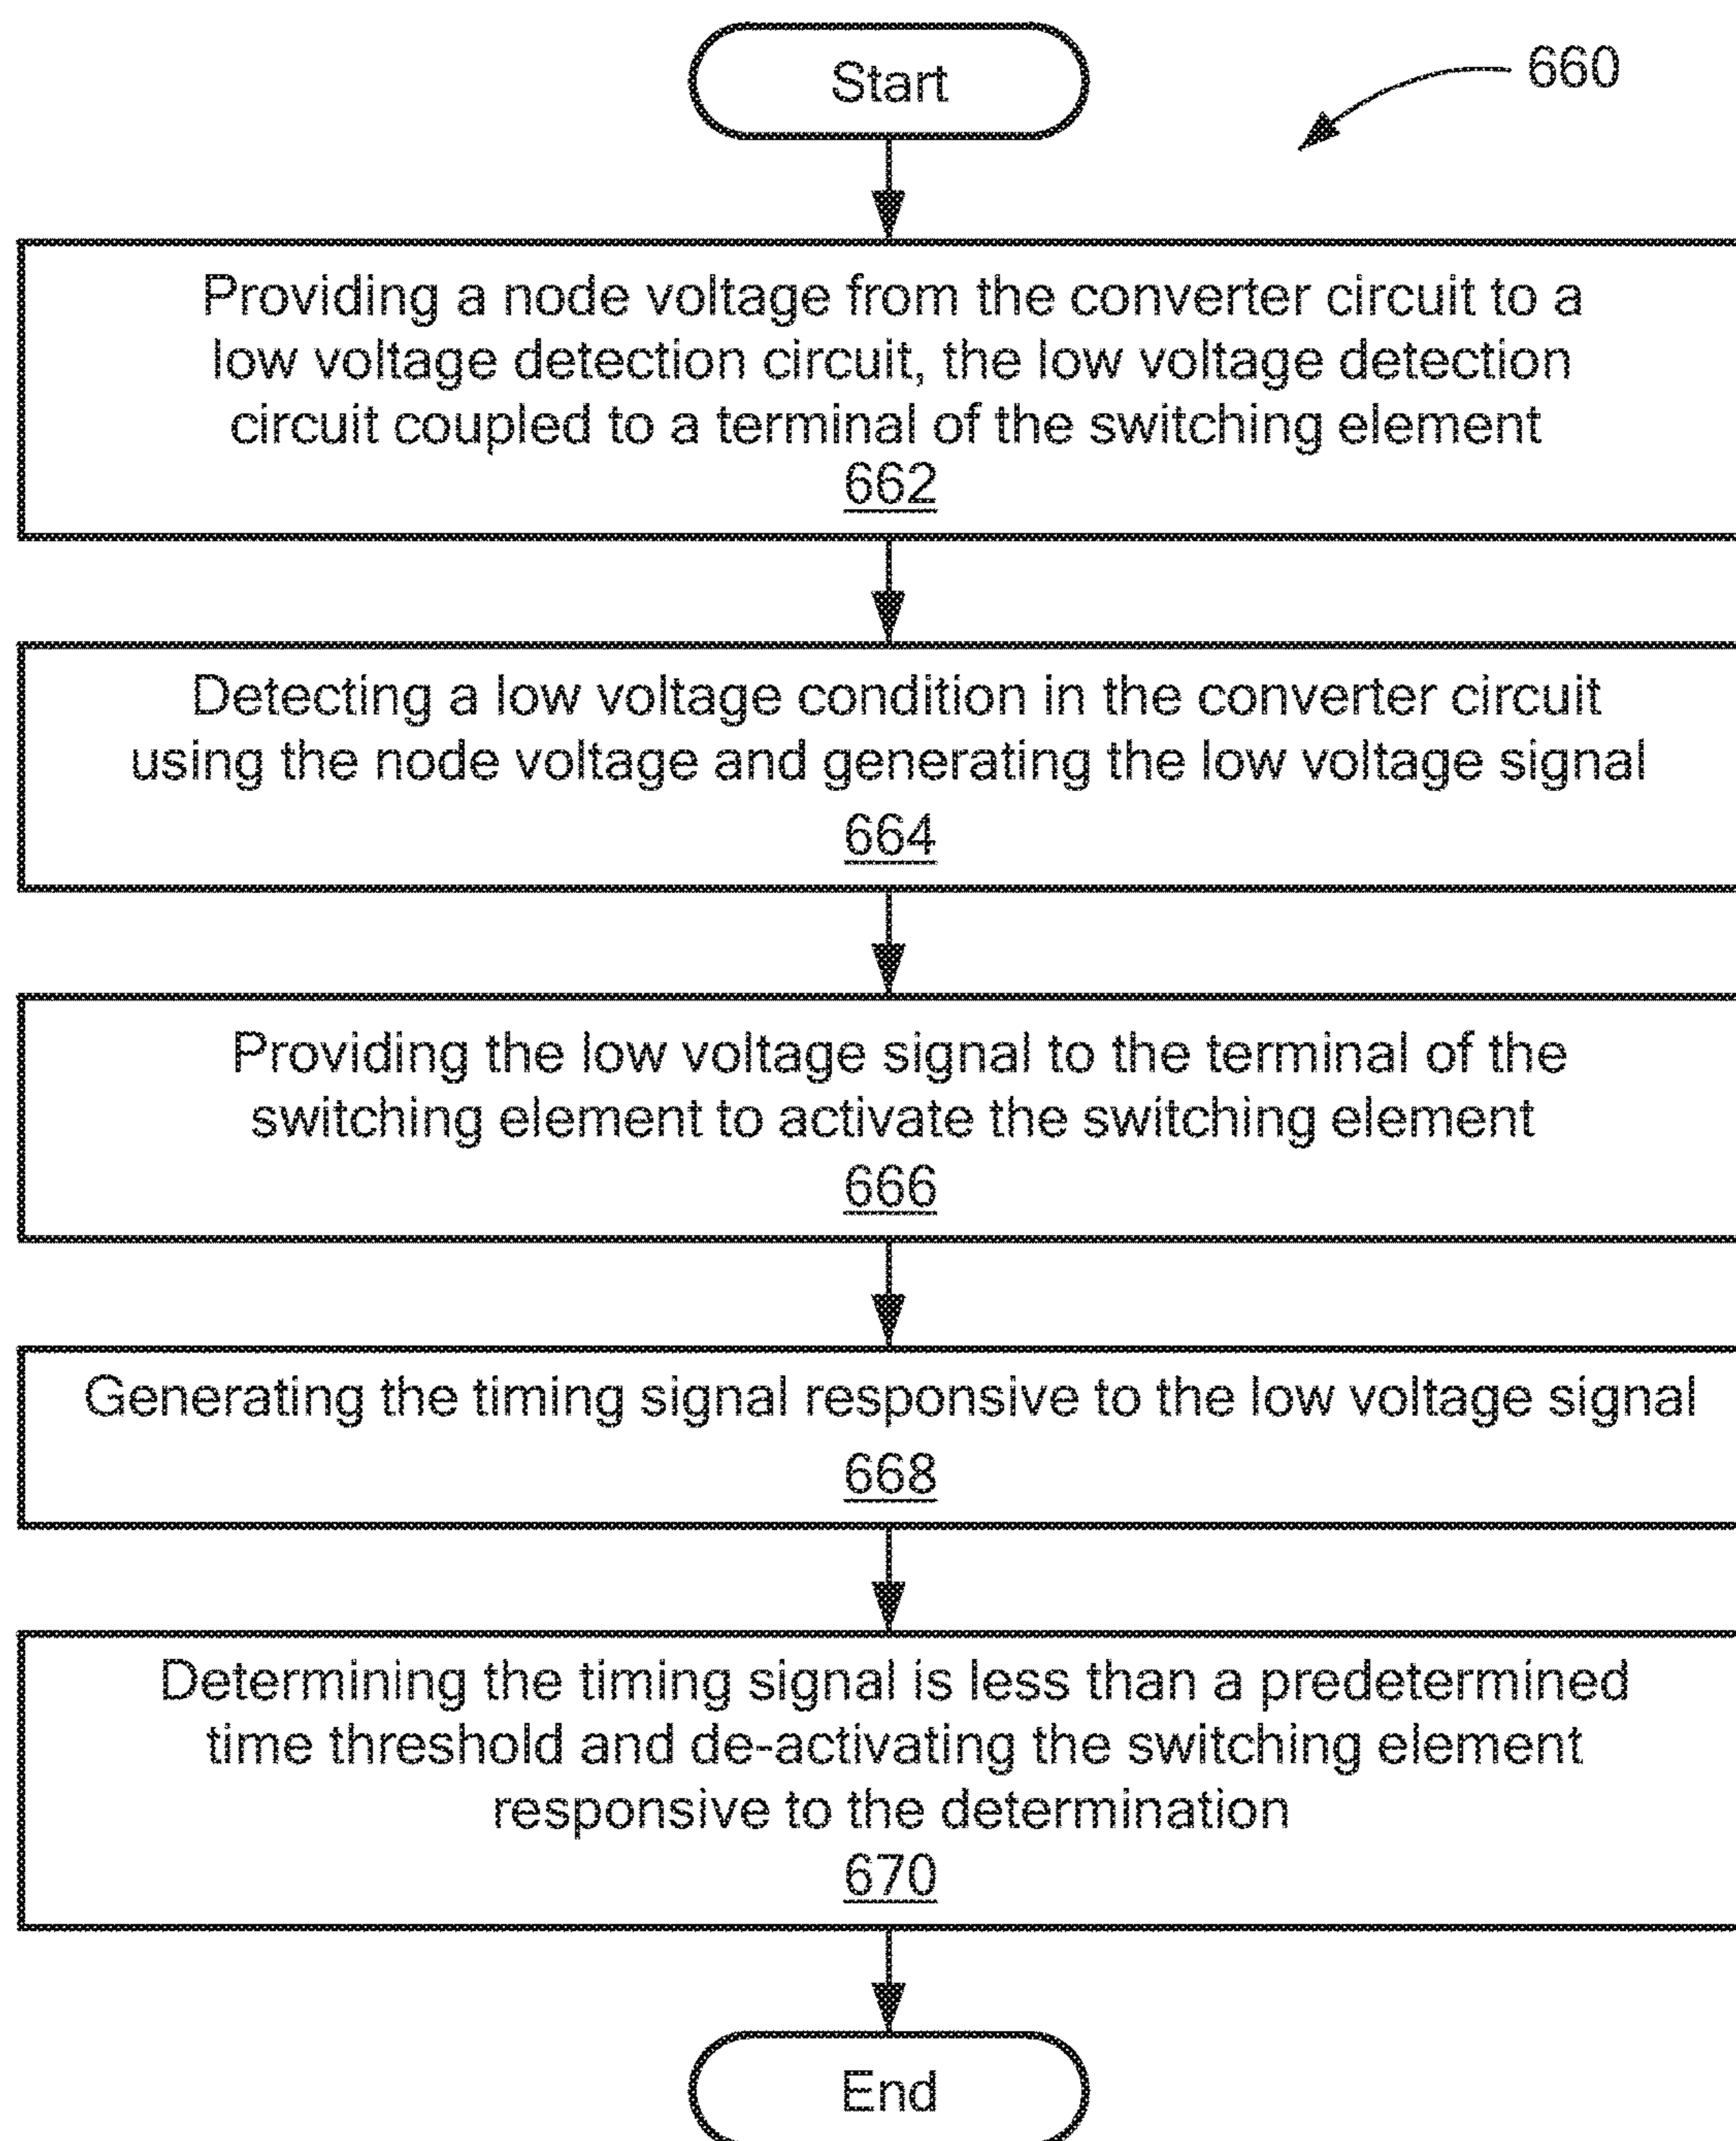 Start
660
Providing a node voltage from the converter circuit to a
low voltage detection circuit, the low voltage detection
circuit coupled to a terminal of the switching element
662
Detecting a low voltage condition in the converter circuit
using the node voltage and generating the low voltage signal
664
Providing the low voltage signal to the terminal of the
switching element to activate the switching element
666
Generating the timing signal responsive to the low voltage signal
668
Determining the timing signal is less than a predetermined
time threshold and de-activating the switching element
responsive to the determination
670
End